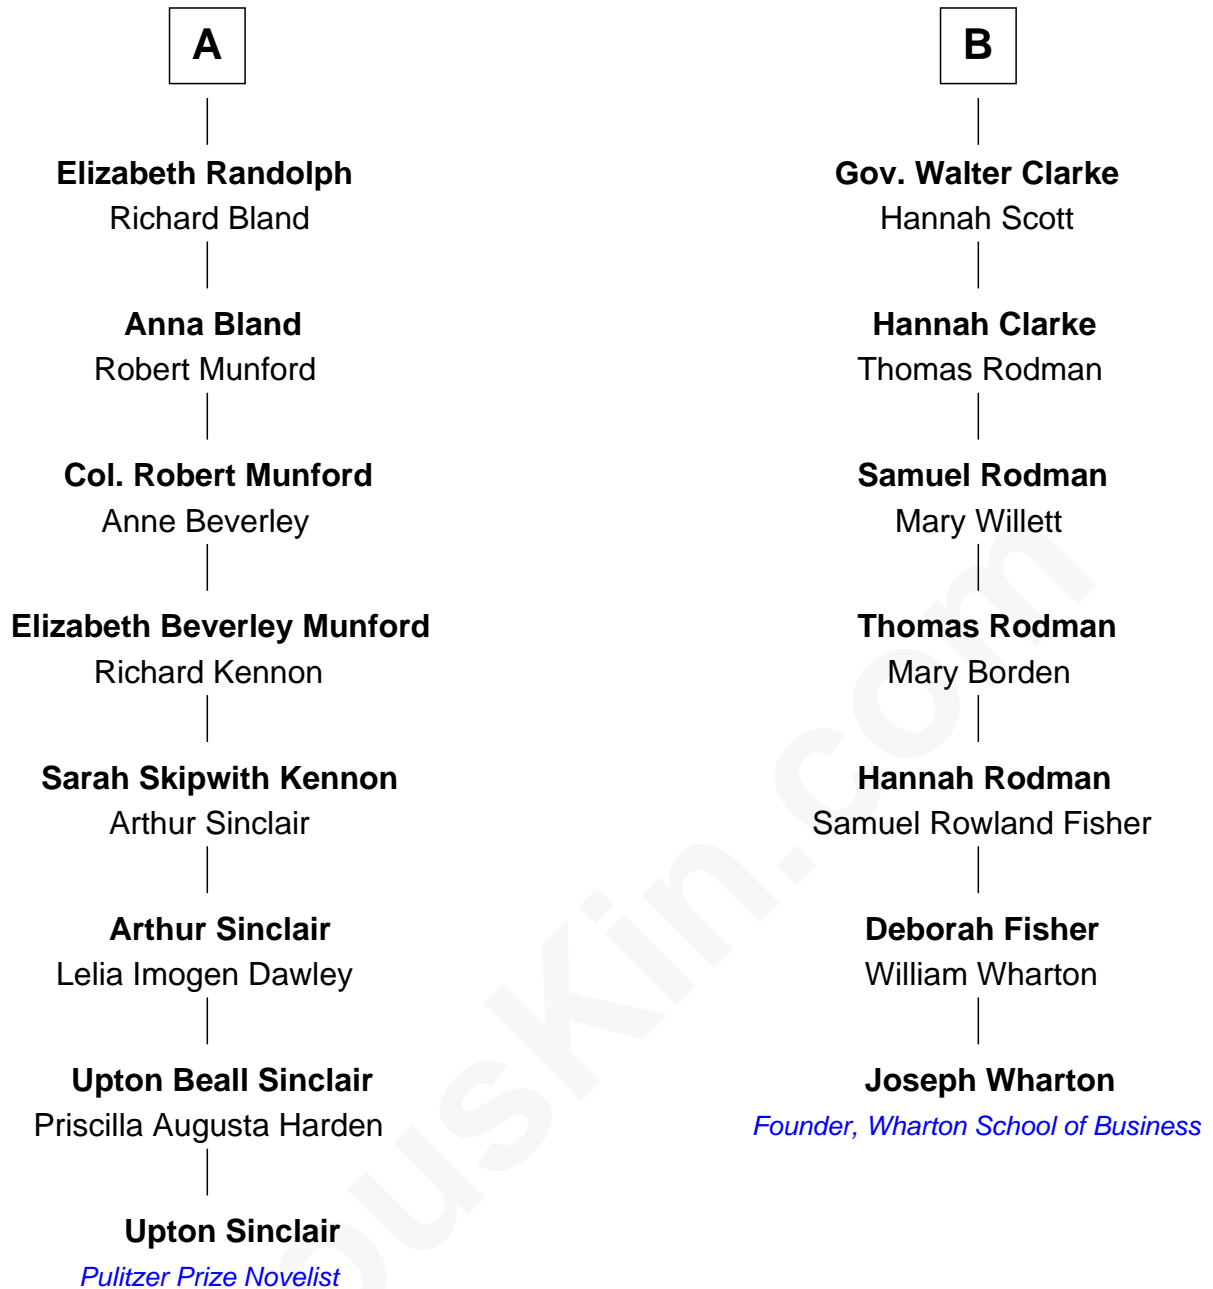 A
Elizabeth Randolph
Richard Bland
Anna Bland
Robert Munford
Col. Robert Munford
Anne Beverley
Elizabeth Beverley Munford
Richard Kennon
Sarah Skipwith Kennon
Arthur Sinclair
Arthur Sinclair
Lelia Imogen Dawley
Upton Beall Sinclair
Priscilla Augusta Harden
Upton Sinclair
Pulitzer Prize Novelist
B
Gov. Walter Clarke
Hannah Scott
Hannah Clarke
Thomas Rodman
Samuel Rodman
Mary Willett
Thomas Rodman
Mary Borden
Hannah Rodman
Samuel Rowland Fisher
Deborah Fisher
William Wharton
Joseph Wharton
Founder, Wharton School of Business
ousKin.com